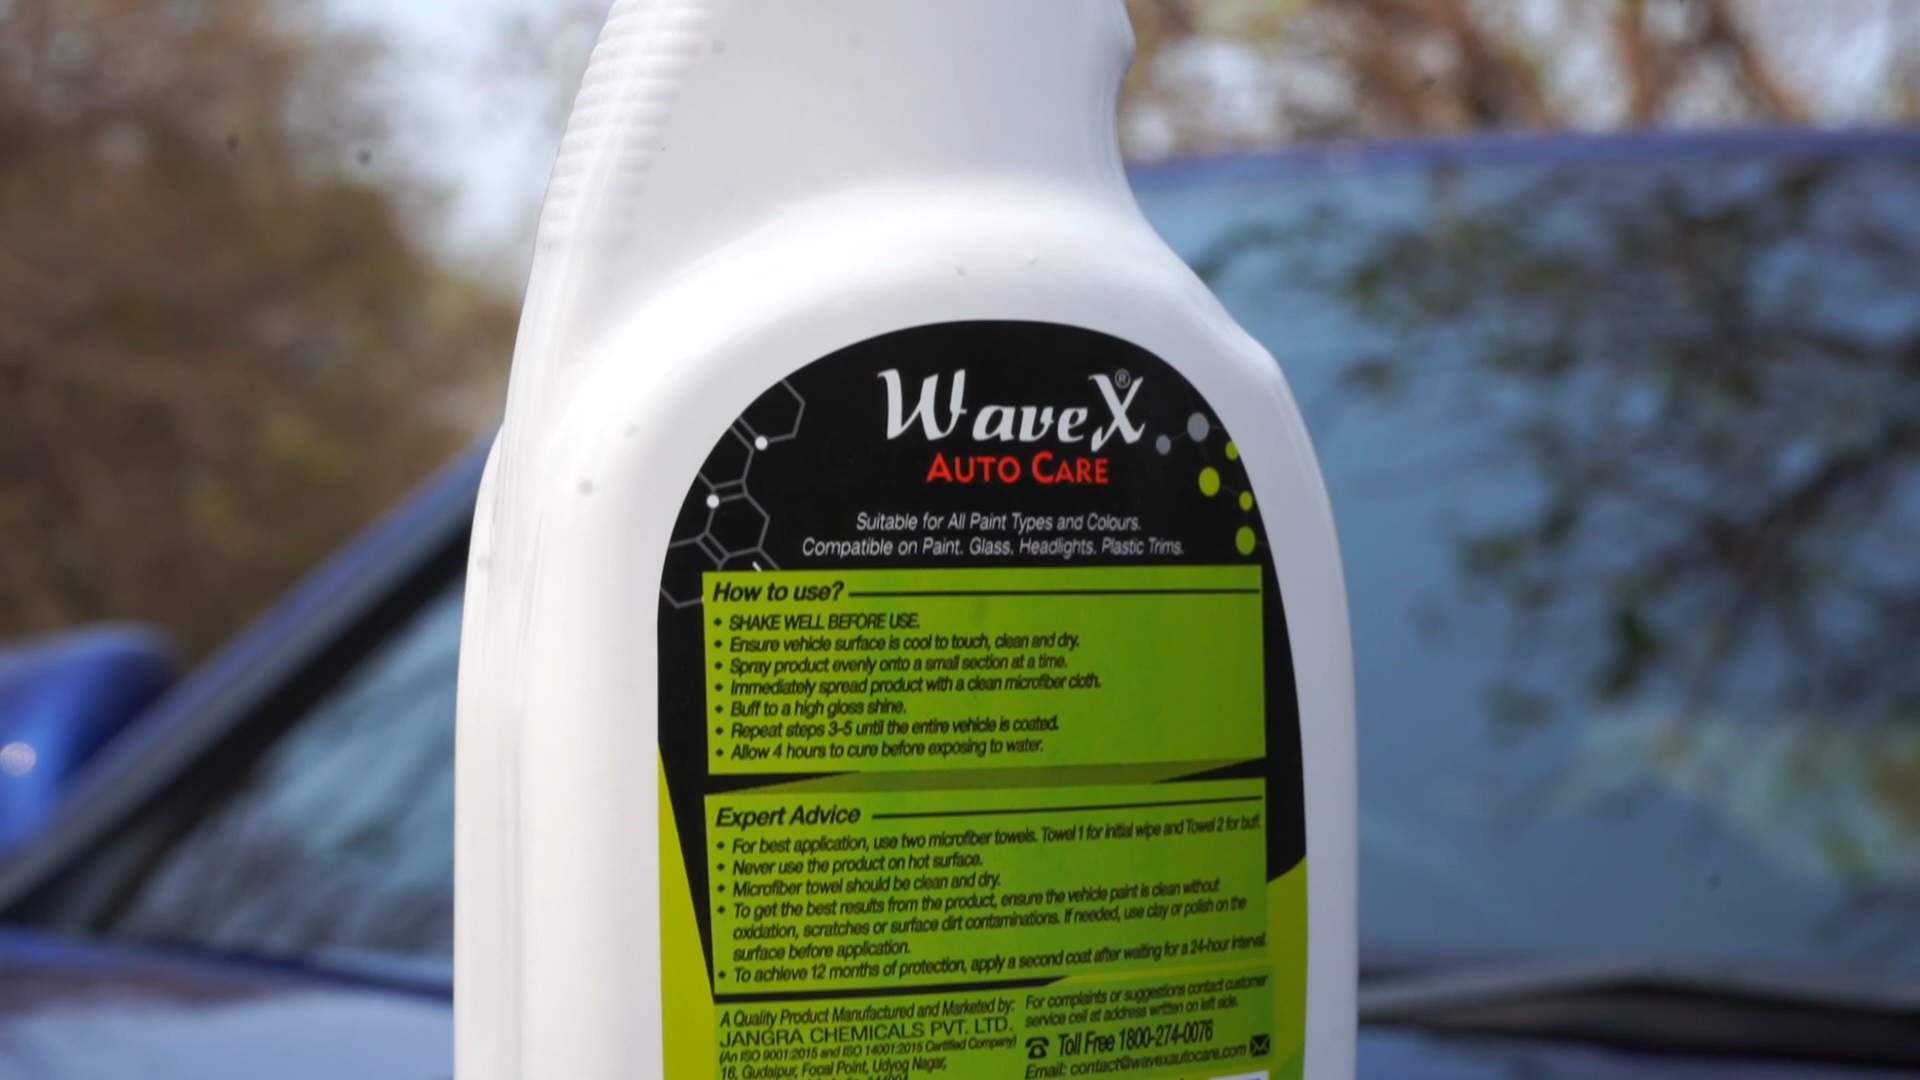 WaveX®
AUTO CARE
Suitable for All Paint Types and Colours.
Compatible on Paint, Glass, Headlights, Plastic Trims.
How to use?
• SHAKE WELL BEFORE USE.
• Ensure vehicle surface is cool to touch, clean and dry.
• Spray product evenly onto a small section at a time.
• Immediately spread product with a clean microfiber cloth.
• Buff to a high gloss shine.
• Repeat steps 3-5 until the entire vehicle is coated.
• Allow 4 hours to cure before exposing to water.
Expert Advice
• For best application, use two microfiber towels. Towel 1 for initial wipe and Towel 2 for buff.
• Never use the product on hot surface.
• Microfiber towel should be clean and dry.
• To get the best results from the product, ensure the vehicle paint is clean without
oxidation, scratches or surface dirt contaminations. If needed, use clay or polish on the
surface before application.
• To achieve 12 months of protection, apply a second coat after waiting for a 24-hour interval.
A Quality Product Manufactured and Marketed by:
JANGRA CHEMICALS PVT. LTD.
(An ISO 9001:2015 and ISO 14001:2015 Certified Company)
16, Gudaipur, Focal Point, Udyog Nagar,
For complaints or suggestions contact customer
service cell at address written on left side.
Toll Free 1800-274-0076
Email: contact@wavexautocare.com